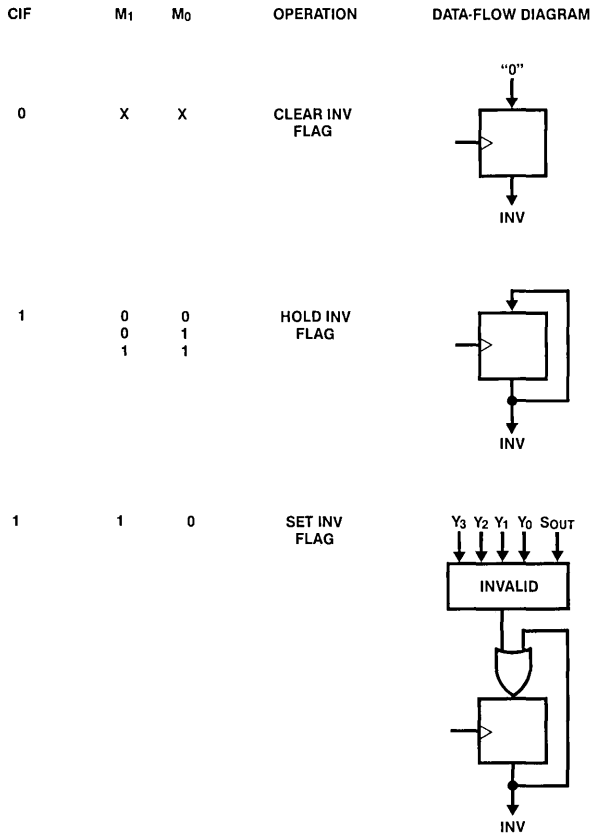 CIF M1 M0 OPERATION DATA-FLOW DIAGRAM
"0"
0 X X CLEAR INV
FLAG
INV
1 0 0 HOLD INV
0 1 FLAG
1 1
INV
1 1 0 SET INV Y3 Y2 Y1 Y0 SOUT
FLAG
INVALID
INV